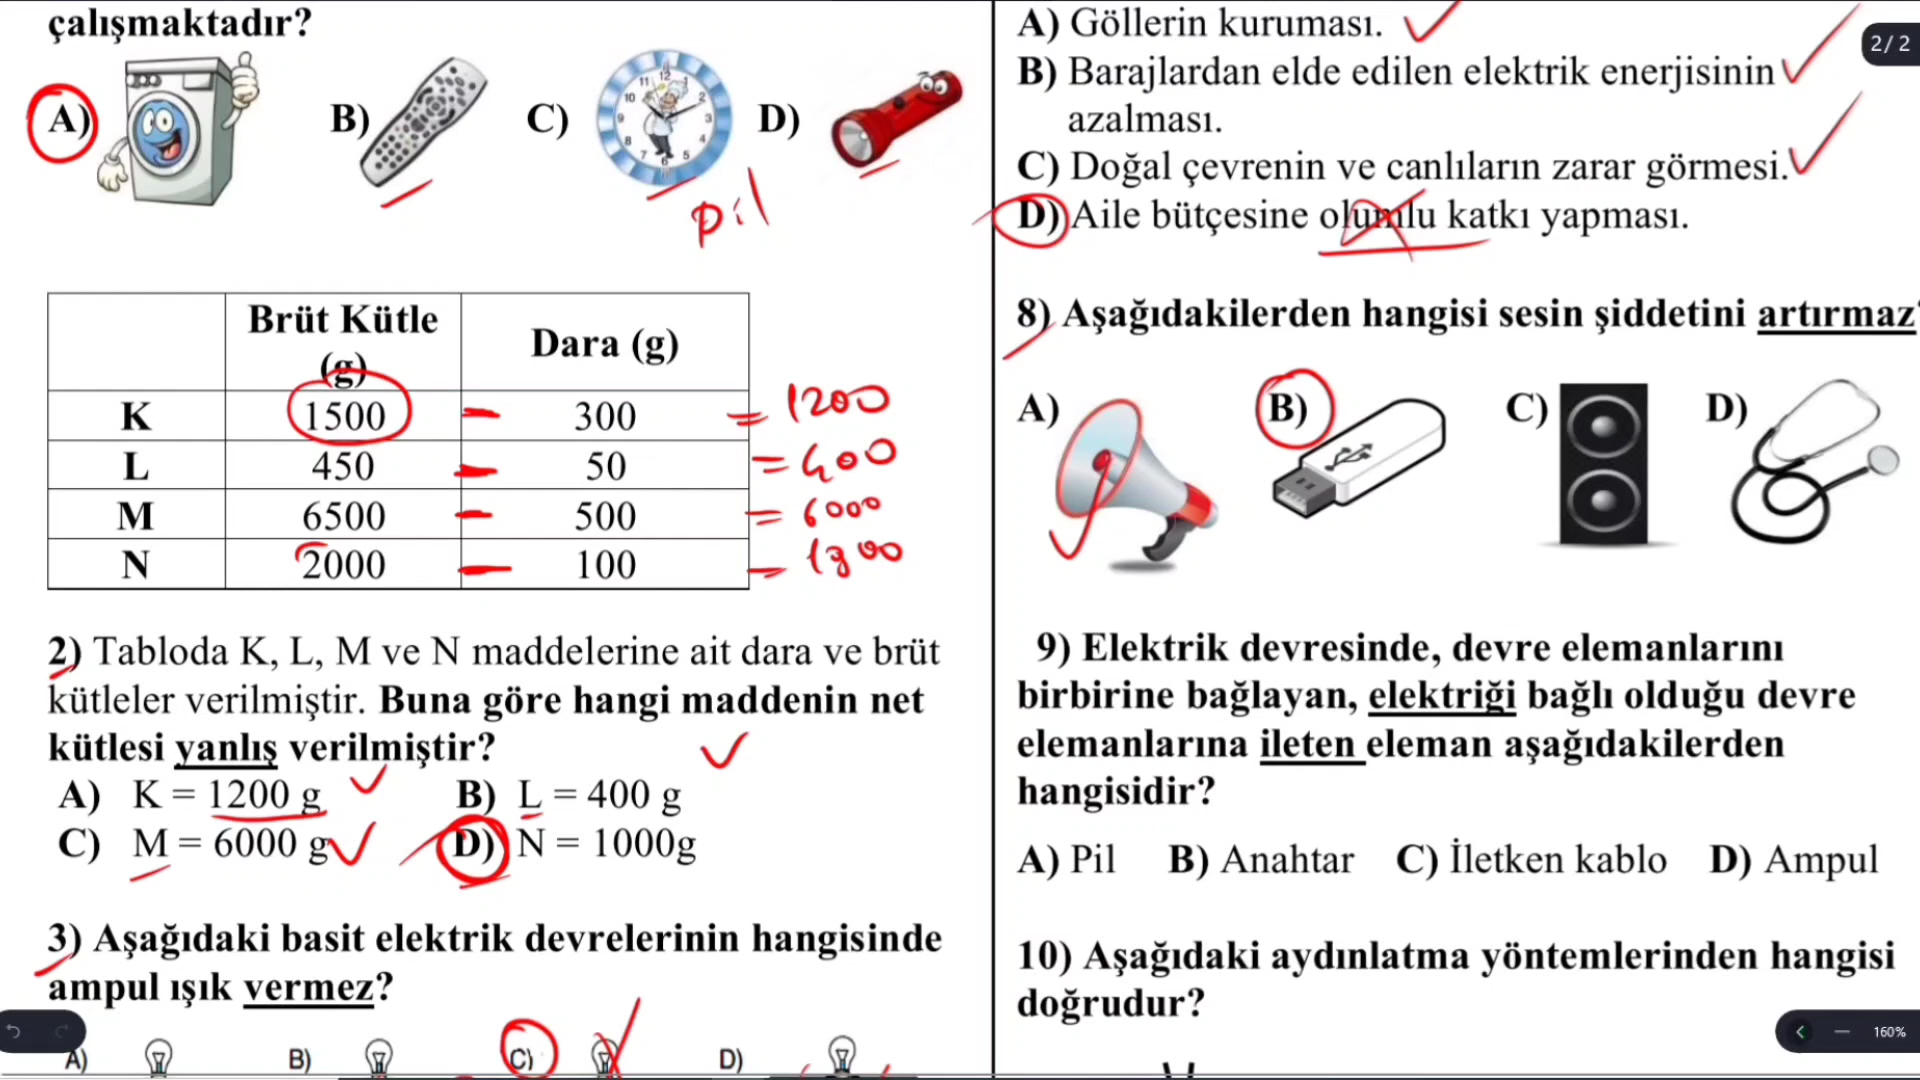 çalışmaktadır?
A)
B)
C)
D)
pil
Brüt Kütle (g)
Dara (g)
K 1500 - 300 = 1200
L 450 - 50 = 400
M 6500 - 500 = 6000
N 2000 - 100 = 1900
2) Tabloda K, L, M ve N maddelerine ait dara ve brüt
kütleler verilmiştir. Buna göre hangi maddenin net
kütlesi yanlış verilmiştir?
A) K = 1200 g
B) L = 400 g
C) M = 6000 g
D) N = 1000g
3) Aşağıdaki basit elektrik devrelerinin hangisinde
ampul ışık vermez?
A)
B)
C)
D)
A) Göllerin kuruması.
B) Barajlardan elde edilen elektrik enerjisinin
azalması.
C) Doğal çevrenin ve canlıların zarar görmesi.
D) Aile bütçesine olumlu katkı yapması.
8) Aşağıdakilerden hangisi sesin şiddetini artırmaz
A)
B)
C)
D)
9) Elektrik devresinde, devre elemanlarını
birbirine bağlayan, elektriği bağlı olduğu devre
elemanlarına ileten eleman aşağıdakilerden
hangisidir?
A) Pil B) Anahtar C) İletken kablo D) Ampul
10) Aşağıdaki aydınlatma yöntemlerinden hangisi
doğrudur?
2/2
160%